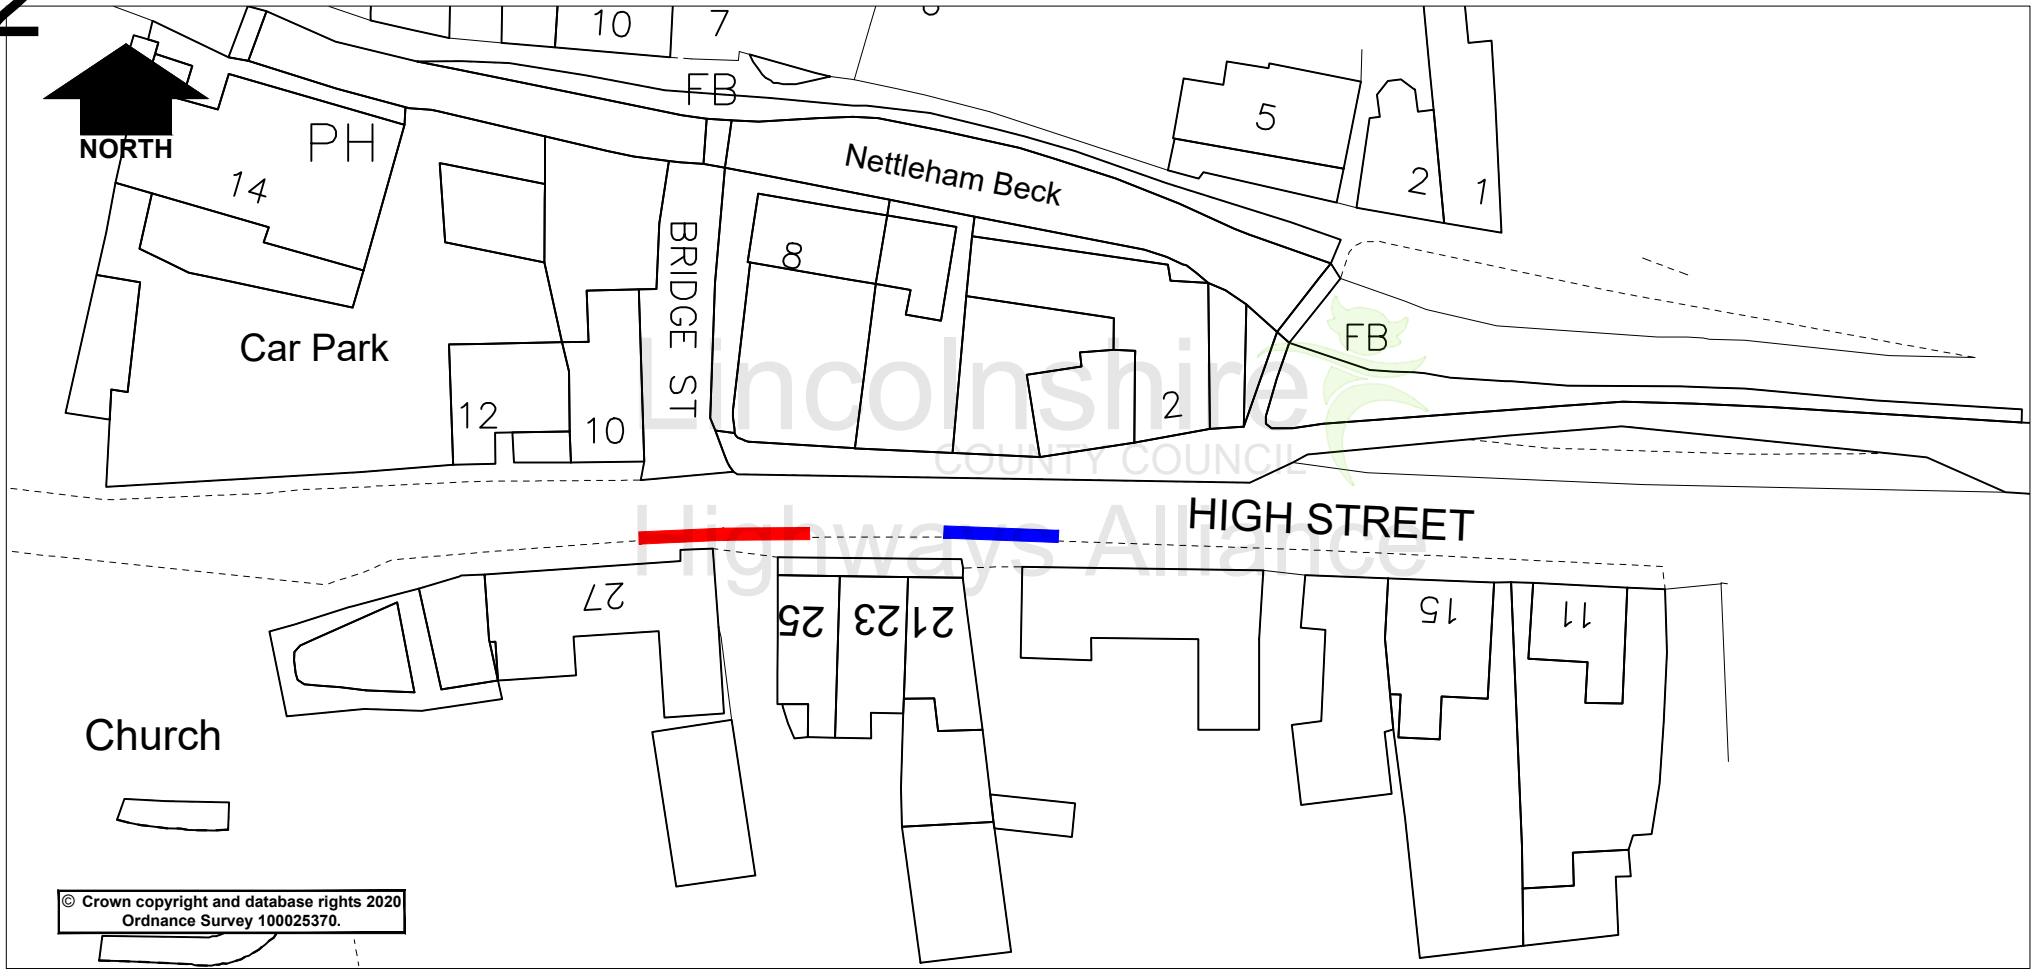 10
7
FB
NORTH
PH
14
5
2
1
Nettleham Beck
BRIDGE ST
8
Car Park
FB
Lincolnshire
COUNTY COUNCIL
Highways Alliance
12
10
2
HIGH STREET
27
25
23
21
15
11
Church
© Crown copyright and database rights 2020
Ordnance Survey 100025370.